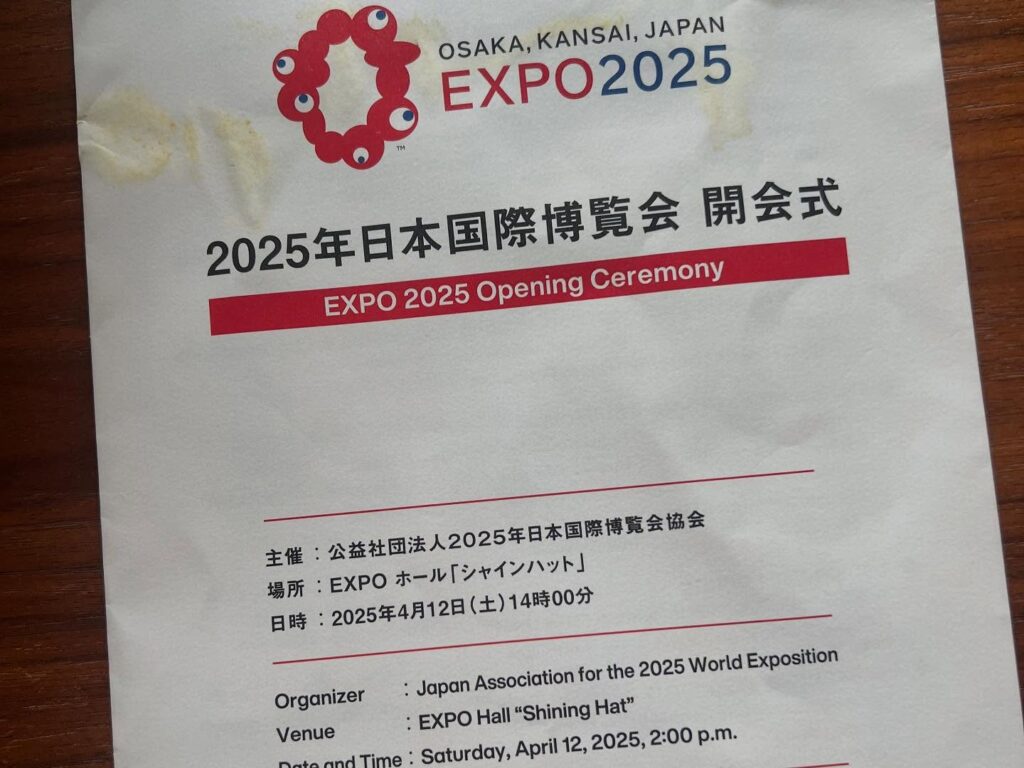 OSAKA, KANSAI, JAPAN
EXPO2025
TM
2025年日本国際博覧会 開会式
EXPO 2025 Opening Ceremony
主催 : 公益社団法人2025年日本国際博覧会協会
場所 : EXPO ホール「シャインハット」
日時 : 2025年4月12日(土)14時00分
Organizer : Japan Association for the 2025 World Exposition
Venue : EXPO Hall “Shining Hat”
Date and Time : Saturday, April 12, 2025, 2:00 p.m.